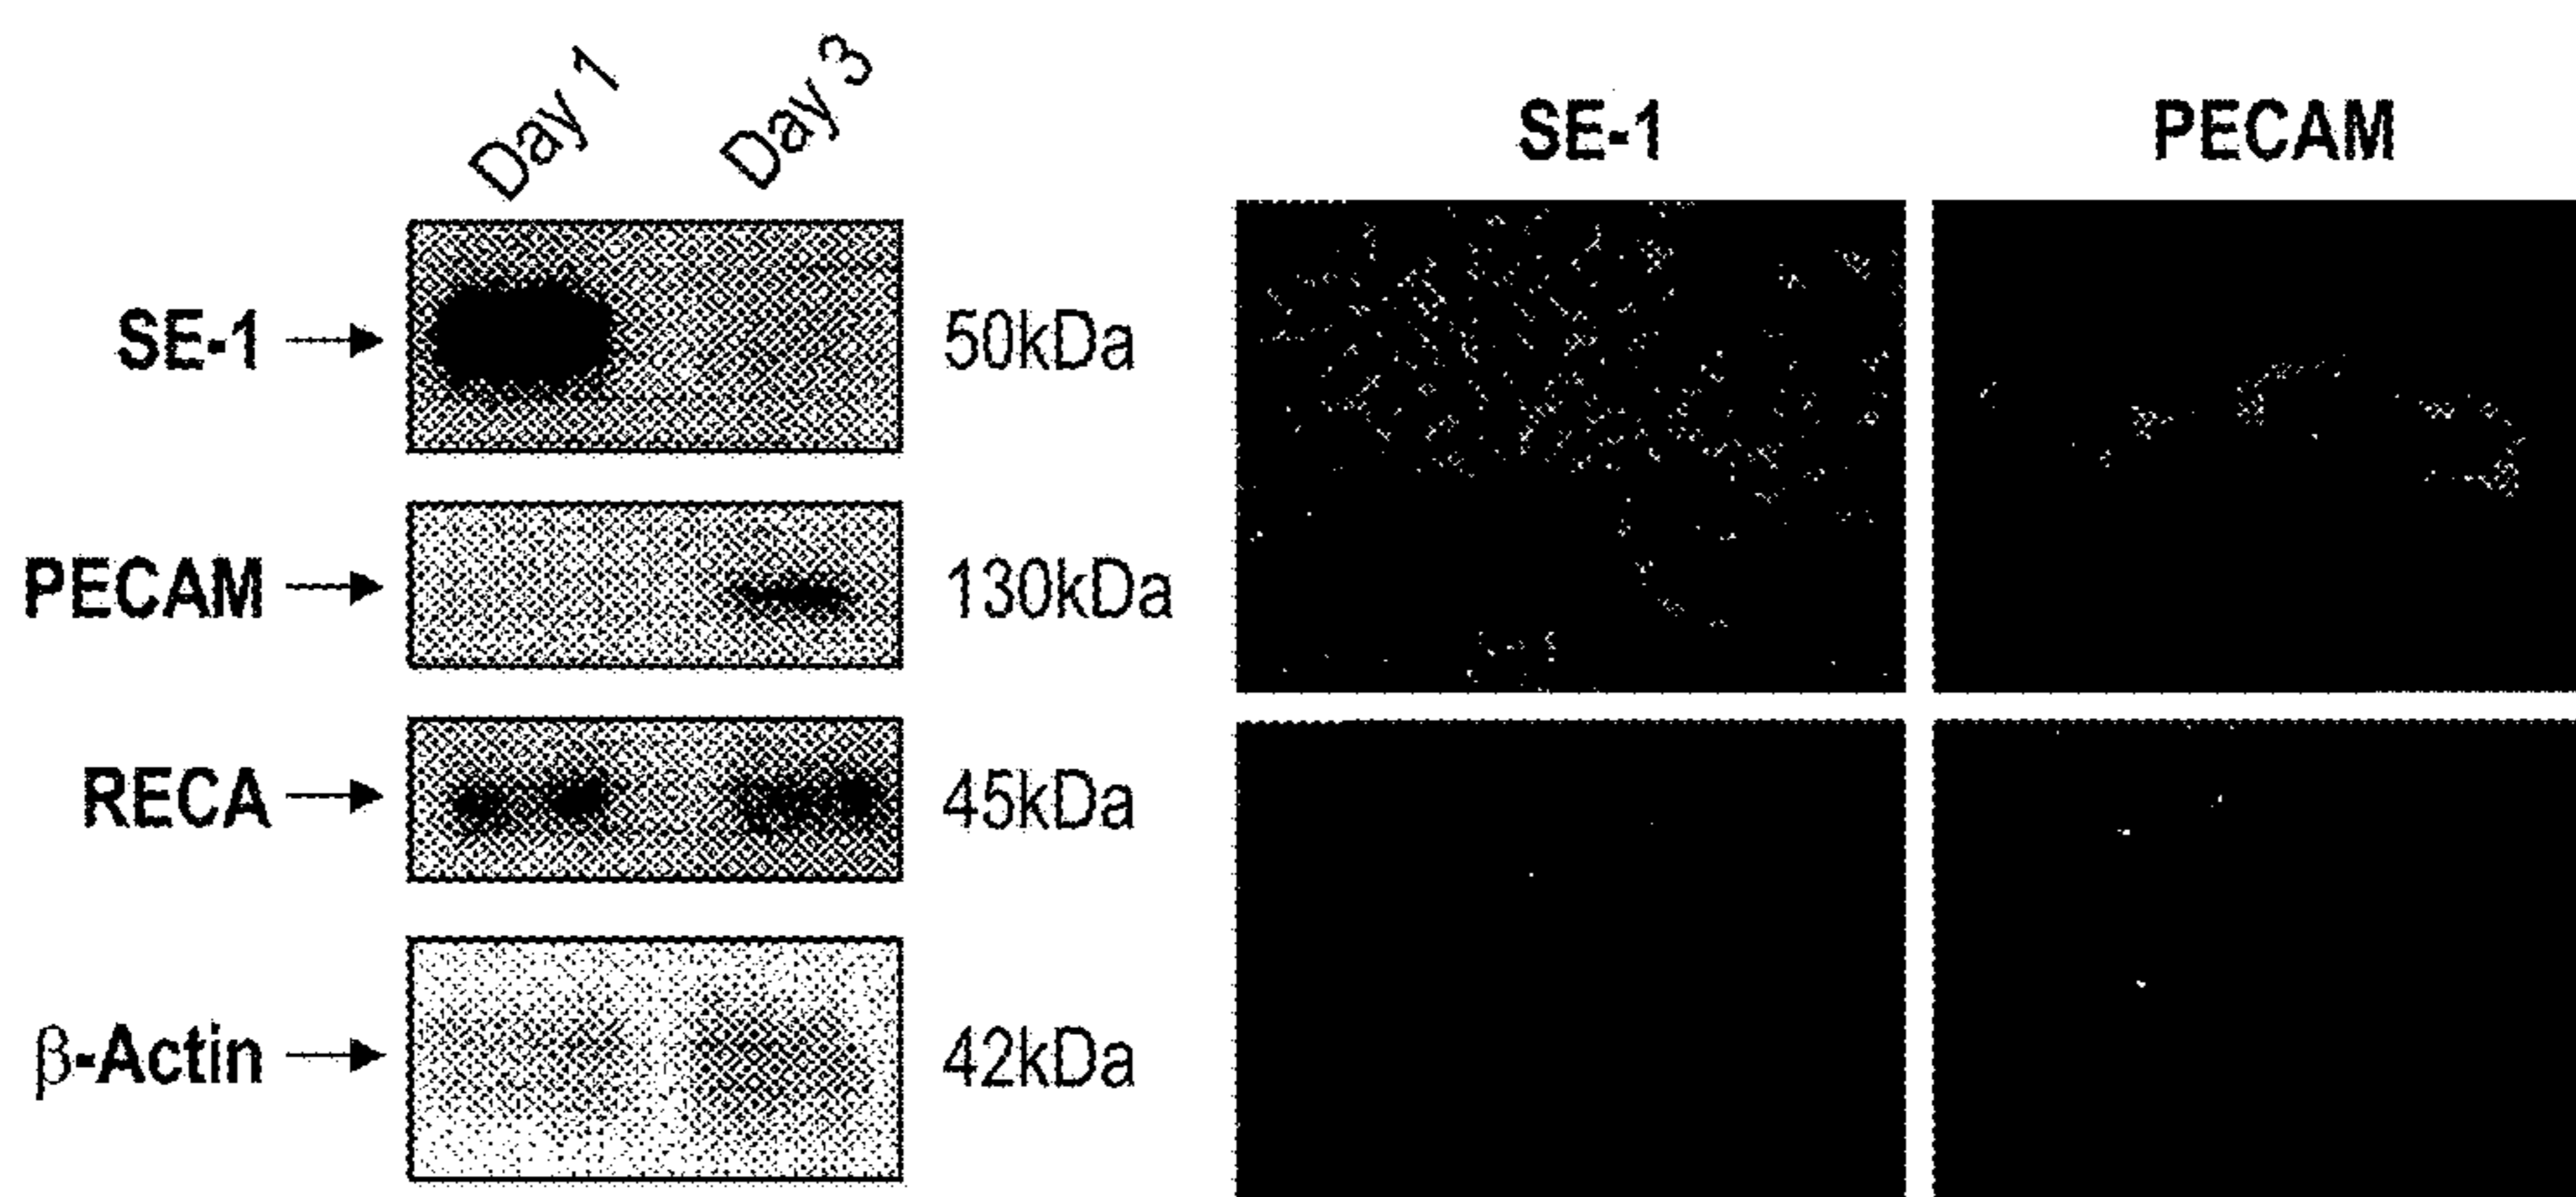 Day 1 Day 3
SE-1 50kDa
PECAM 130kDa
RECA 45kDa
β-Actin 42kDa
SE-1 PECAM